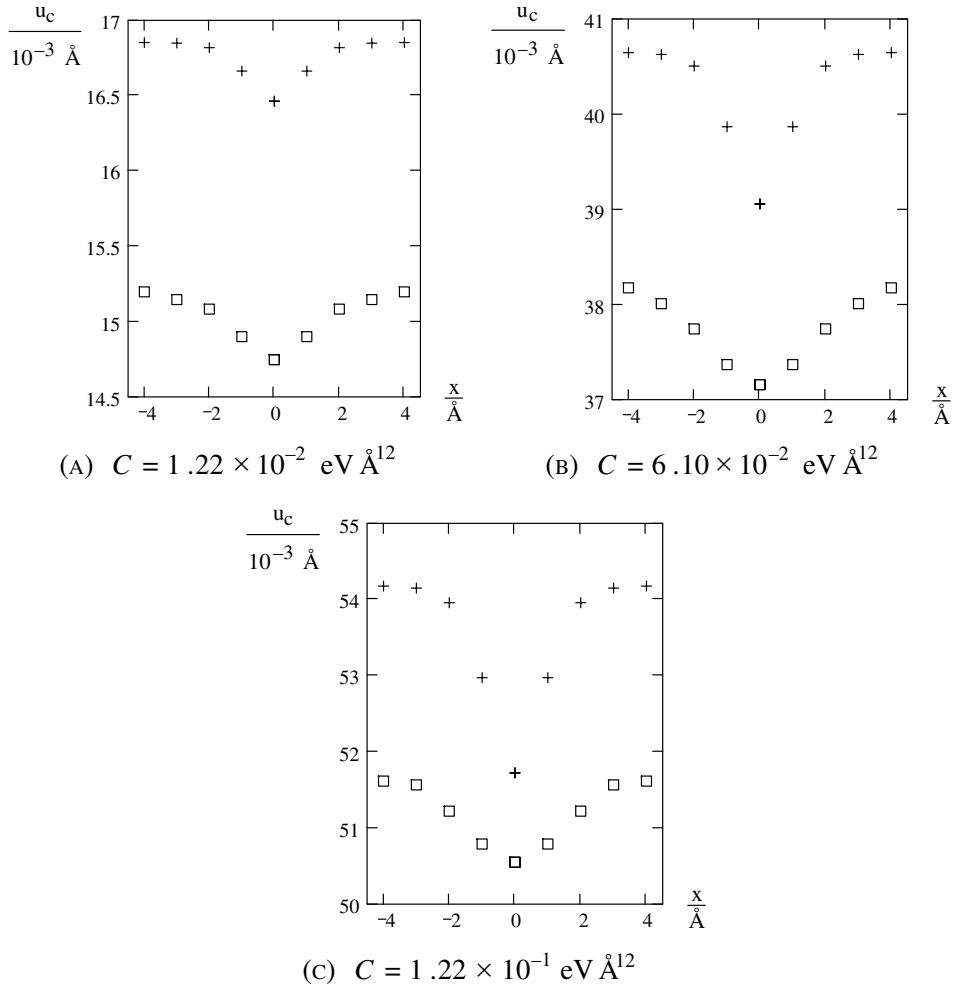 u_c / 10⁻³ Å
17
16.5
16
15.5
15
14.5
−4 −2 0 2 4
x / Å
(A) C = 1 .22 × 10⁻² eV Å¹²
u_c / 10⁻³ Å
41
40
39
38
37
−4 −2 0 2 4
x / Å
(B) C = 6 .10 × 10⁻² eV Å¹²
u_c / 10⁻³ Å
55
54
53
52
51
50
−4 −2 0 2 4
x / Å
(C) C = 1 .22 × 10⁻¹ eV Å¹²